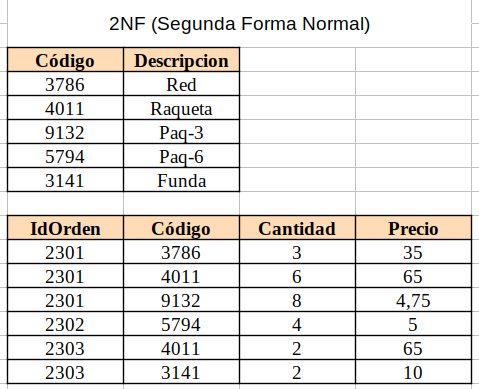 2NF (Segunda Forma Normal)
Código Descripcion
3786 Red
4011 Raqueta
9132 Paq-3
5794 Paq-6
3141 Funda
IdOrden Código Cantidad Precio
2301 3786 3 35
2301 4011 6 65
2301 9132 8 4,75
2302 5794 4 5
2303 4011 2 65
2303 3141 2 10